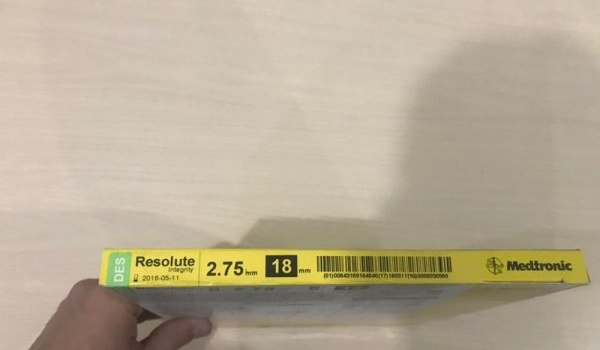 DES
Resolute
Integrity
2018-05-11
2.75 mm
18 mm
Medtronic